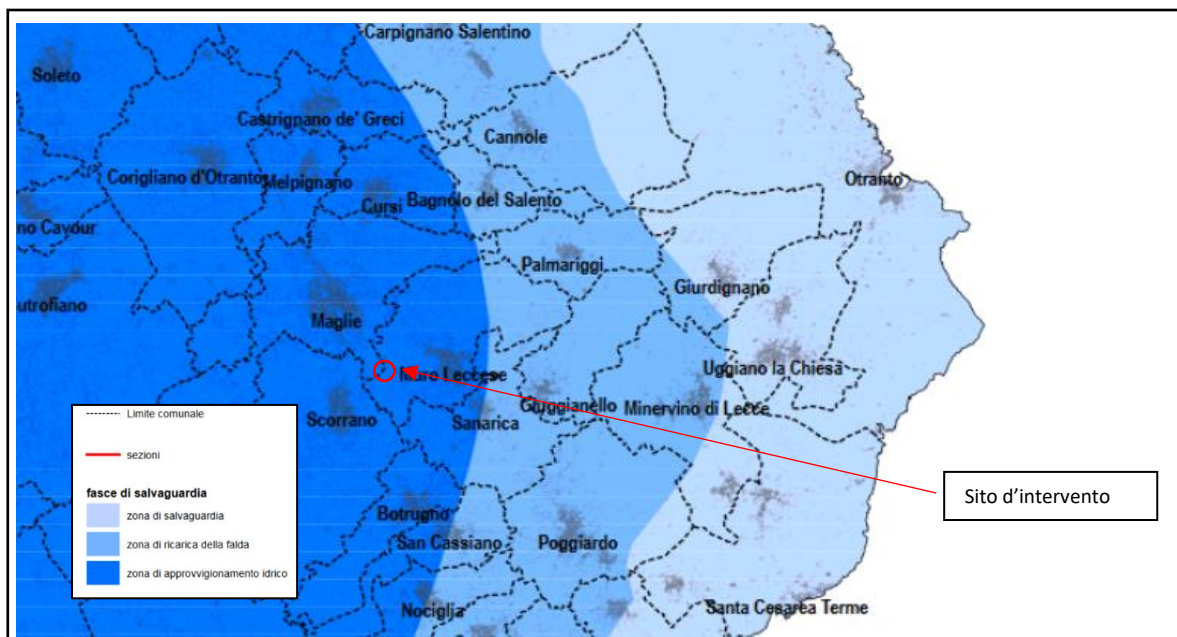 Carpignano Salentino
Soleto
Castrignano de' Greci
Cannole
Corigliano d'Otranto
Melpignano
Otranto
Cursi
Bagnolo del Salento
no Cavour
Palmariggi
Giurdignano
utrofiano
Maglie
Muro Leccese
Uggiano la Chiesa
Giuggianello
Minervino di Lecce
Scorrano
Sanarica
Limite comunale
sezioni
fasce di salvaguardia
zona di salvaguardia
zona di ricarica della falda
zona di approvvigionamento idrico
Sito d'intervento
Botrugno
San Cassiano
Poggiardo
Nociglia
Santa Cesarea Terme